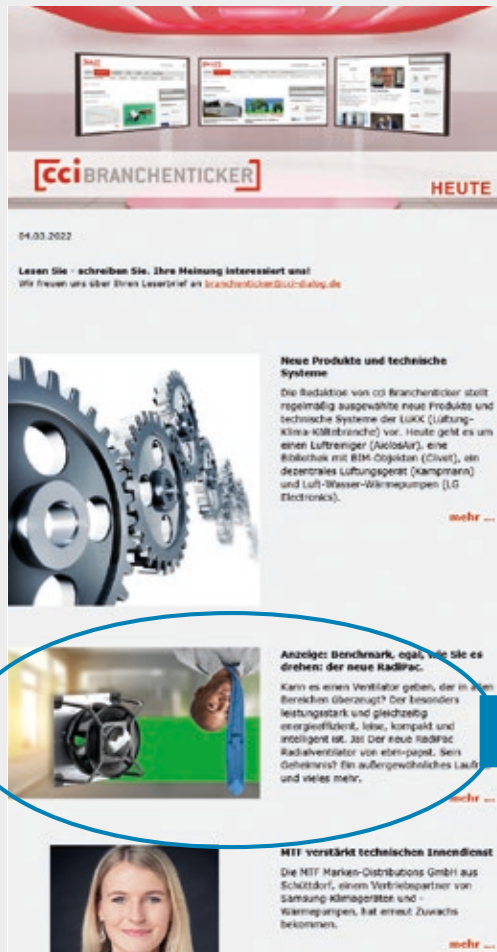 [cci BRANCHENTICKER]
HEUTE
04.03.2022
Lesen Sie - schreiben Sie. Ihre Meinung interessiert uns!
Wir freuen uns über Ihren Leserbrief an branchenticker@cci-dialog.de
Neue Produkte und technische
Systeme
Die Redaktion von cci Branchenticker stellt
regelmäßig ausgewählte neue Produkte und
technische Systeme der LüKK (Lüftung-
Klima-Kältebranche) vor. Heute geht es um
einen Luftreiniger (AiolosAir), eine
Bibliothek mit BIM-Objekten (Clivet), ein
dezentrales Lüftungsgerät (Kampmann)
und Luft-Wasser-Wärmepumpen (LG
Electronics).
mehr ...
Anzeige: Benchmark, egal, wie Sie es
drehen: der neue RadiPac.
Kann es einen Ventilator geben, der in allen
Bereichen überzeugt? Der besonders
leistungsstark und gleichzeitig
energieeffizient, leise, kompakt und
intelligent ist. Ja! Der neue RadiPac
Radialventilator von ebm-papst. Sein
Geheimnis? Ein außergewöhnliches
und vieles mehr.
mehr ...
MTF verstärkt technischen Innendienst
Die MTF Marken-Distributions GmbH aus
Schüttdorf, einem Vertriebspartner von
Samsung-Klimageräten und -
Wärmepumpen, hat erneut Zuwachs
bekommen.
mehr ...